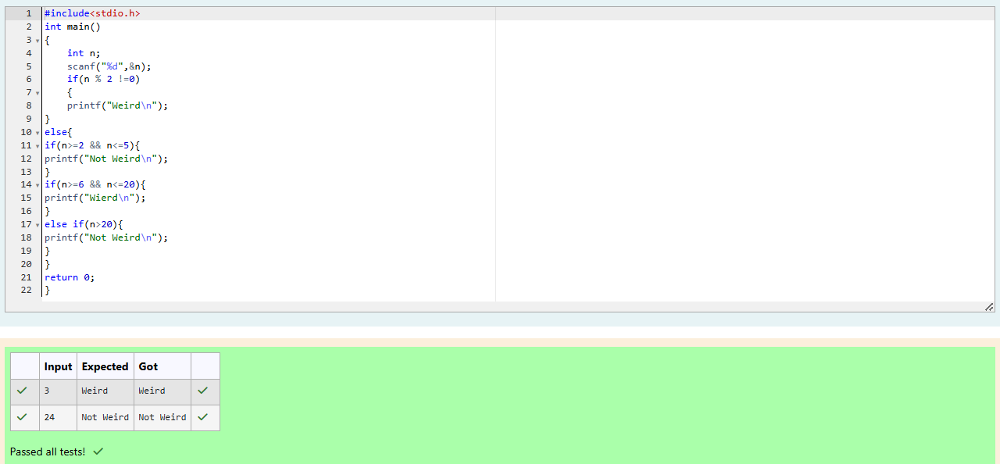 1 #include<stdio.h>
2 int main()
3 {
4 int n;
5 scanf("%d",&n);
6 if(n % 2 !=0)
7 {
8 printf("Weird\n");
9 }
10 else{
11 if(n>=2 && n<=5){
12 printf("Not Weird\n");
13 }
14 if(n>=6 && n<=20){
15 printf("Wierd\n");
16 }
17 else if(n>20){
18 printf("Not Weird\n");
19 }
20 }
21 return 0;
22 }
Input Expected Got
3 Weird Weird
24 Not Weird Not Weird
Passed all tests!